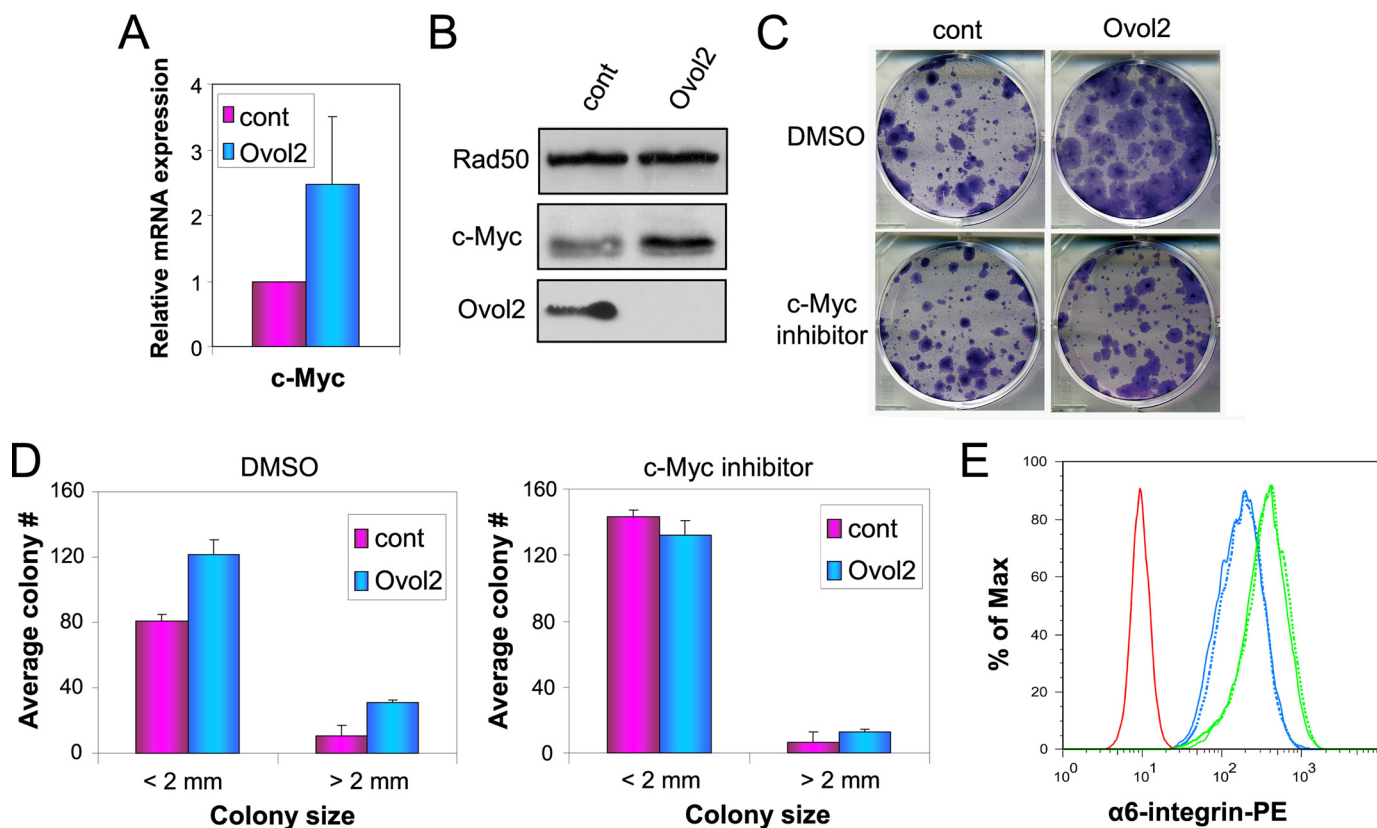 A
4
3
2
1
0
Relative mRNA expression
cont
Ovol2
c-Myc
B
cont
Ovol2
Rad50
c-Myc
Ovol2
C
cont
Ovol2
DMSO
c-Myc
inhibitor
D
DMSO
160
120
80
40
0
Average colony #
cont
Ovol2
< 2 mm
> 2 mm
Colony size
c-Myc inhibitor
160
120
80
40
0
Average colony #
cont
Ovol2
< 2 mm
> 2 mm
Colony size
E
100
80
60
40
20
0
% of Max
10⁰
10¹
10²
10³
α6-integrin-PE